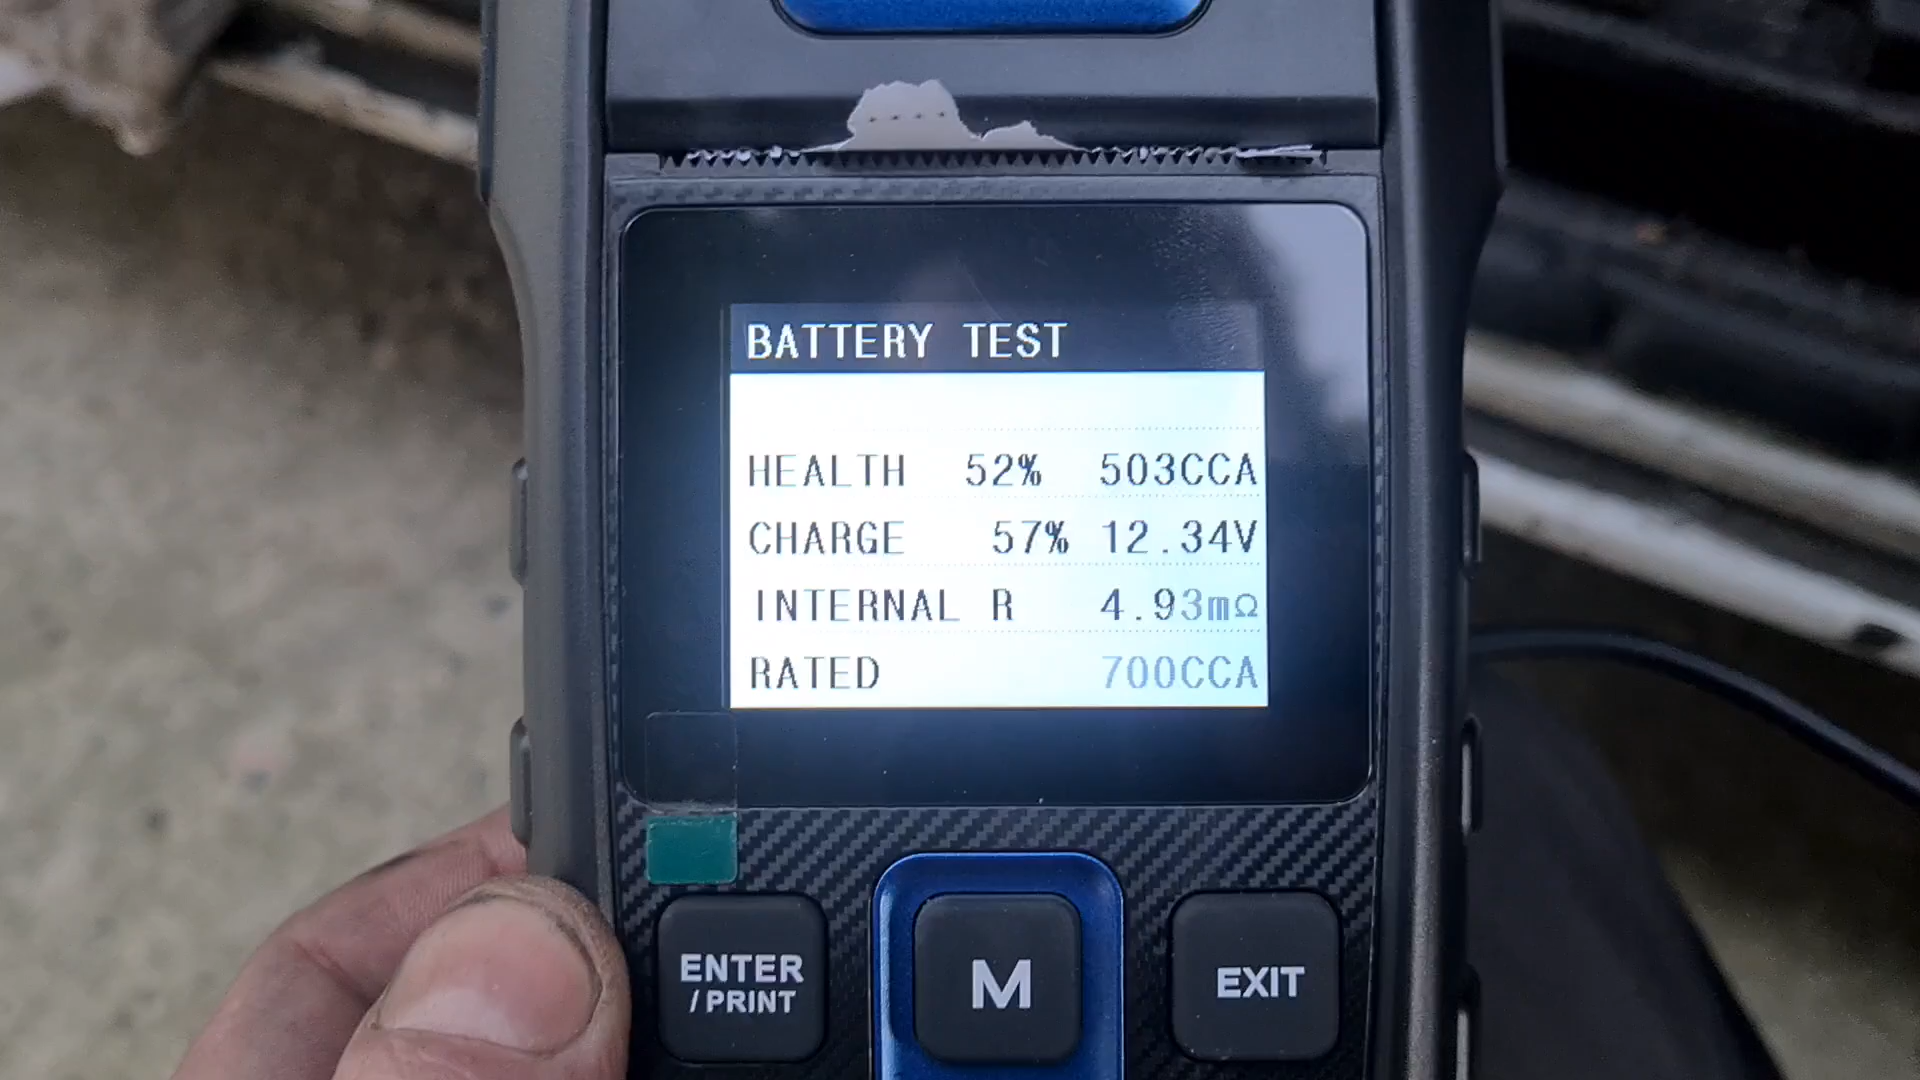 BATTERY TEST
HEALTH 52% 503CCA
CHARGE 57% 12.34V
INTERNAL R 4.93mΩ
RATED 700CCA
ENTER
/PRINT
M
EXIT